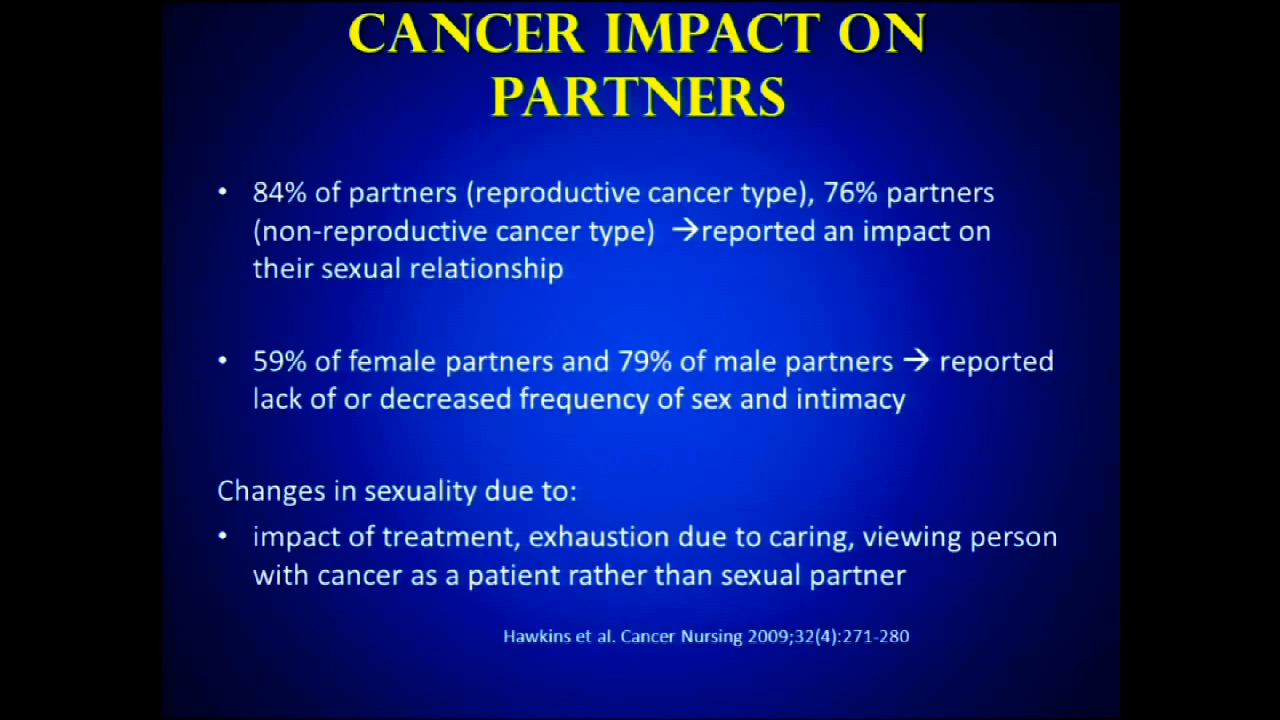 CANCER IMPACT ON
PARTNERS
• 84% of partners (reproductive cancer type), 76% partners
(non-reproductive cancer type) →reported an impact on
their sexual relationship
• 59% of female partners and 79% of male partners → reported
lack of or decreased frequency of sex and intimacy
Changes in sexuality due to:
• impact of treatment, exhaustion due to caring, viewing person
with cancer as a patient rather than sexual partner
Hawkins et al. Cancer Nursing 2009;32(4):271-280